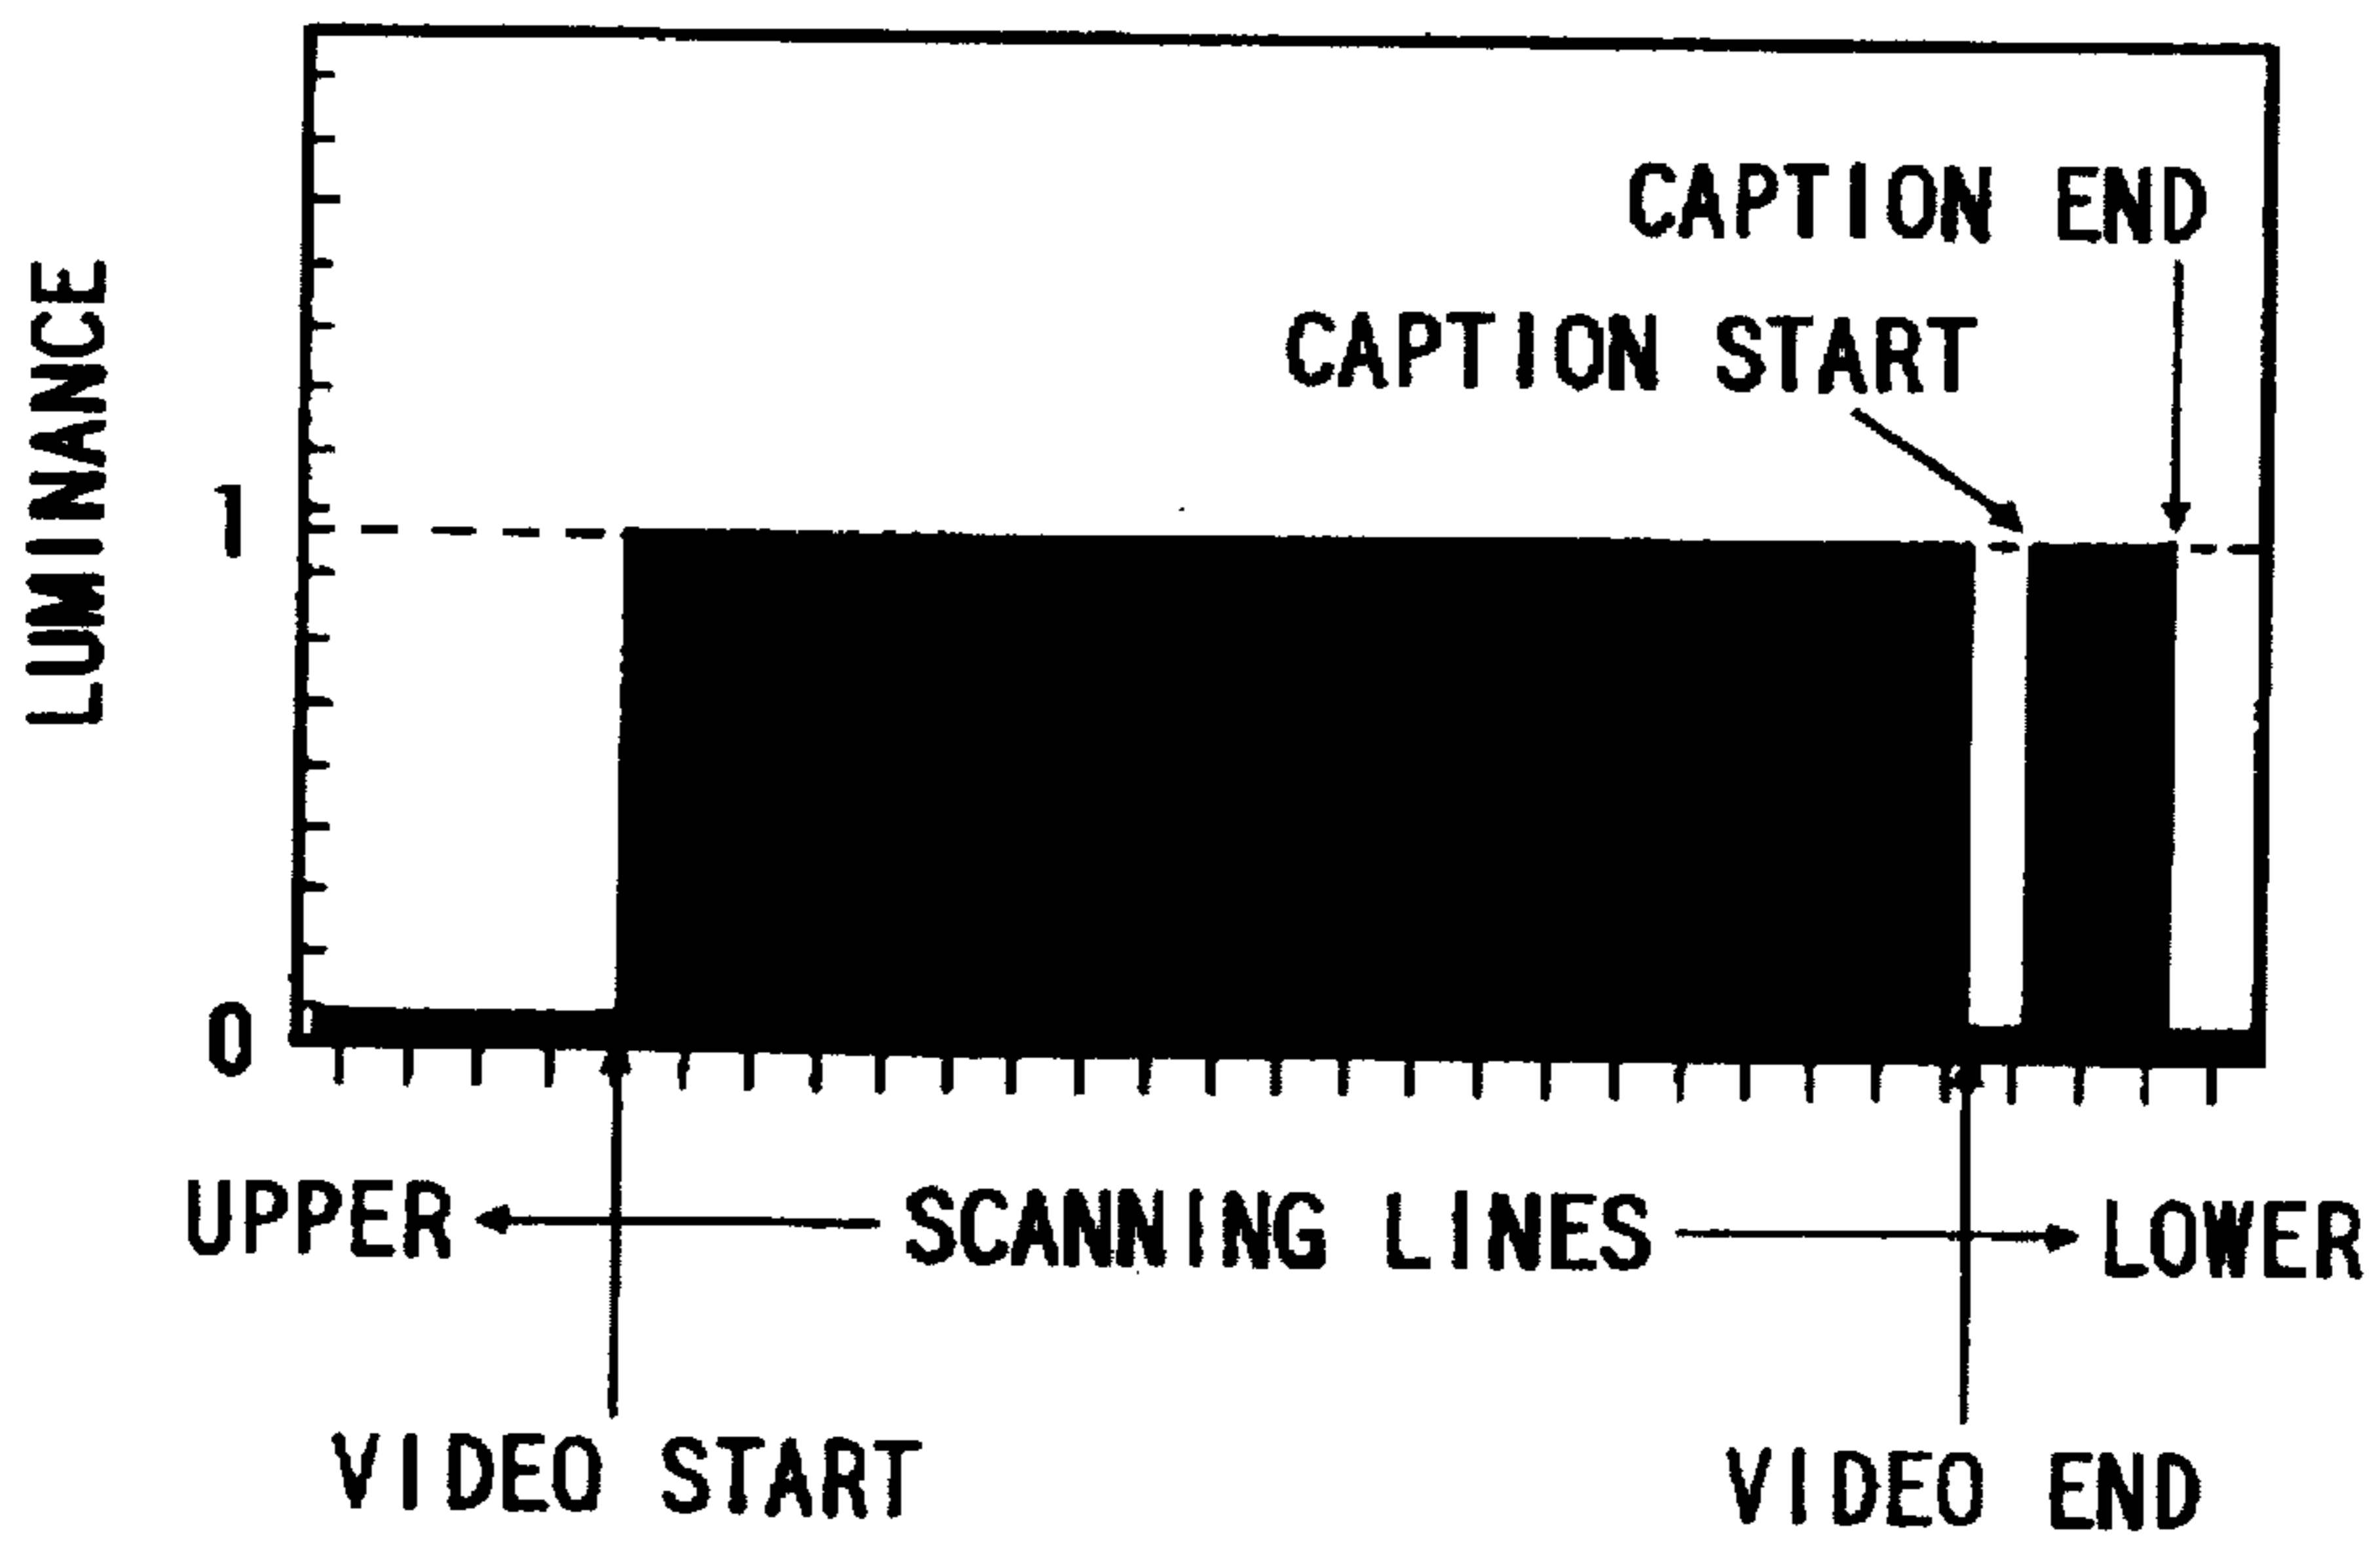 CAPTION END
CAPTION START
LUMINANCE
1
0
UPPER
SCANNING LINES
LOWER
VIDEO START
VIDEO END